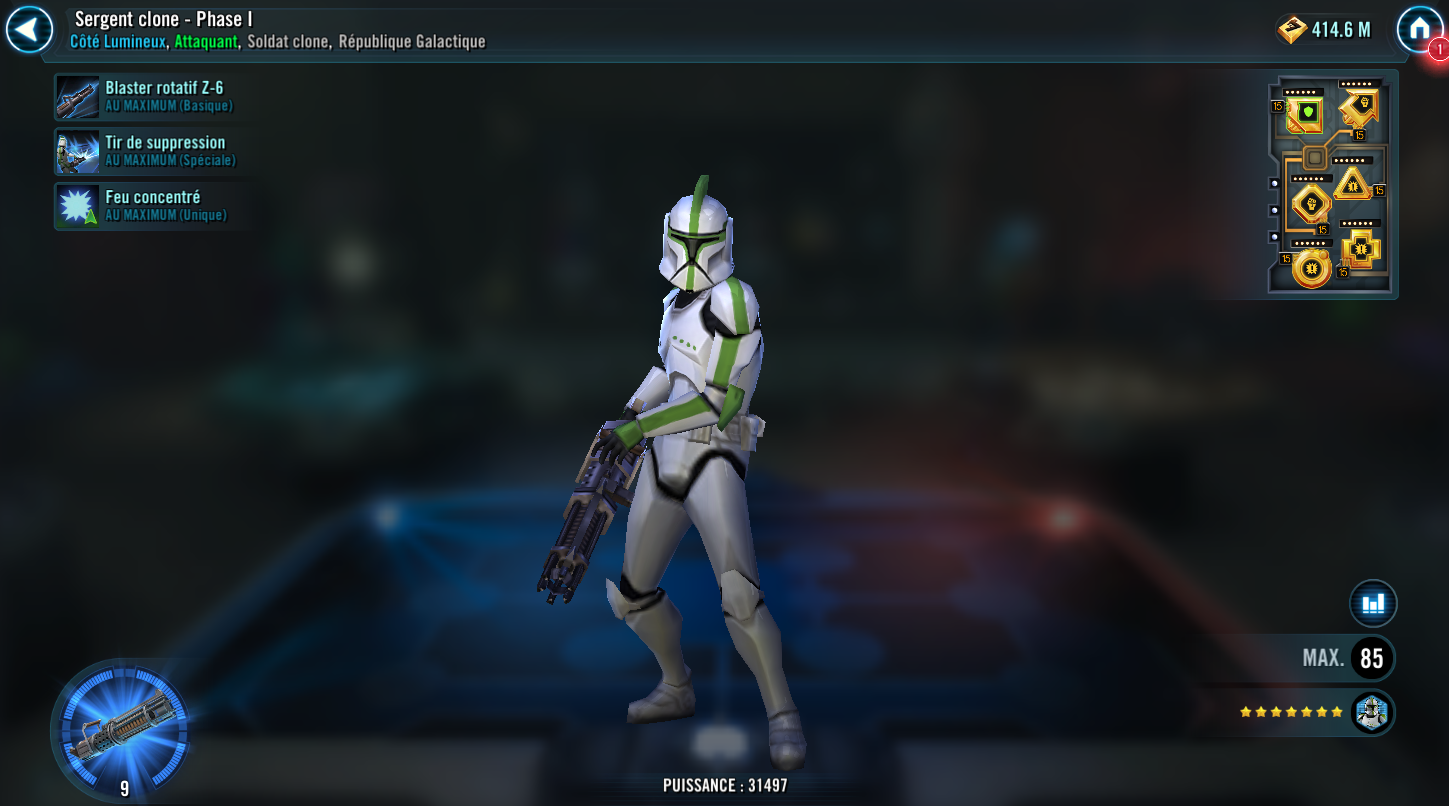 Sergent clone - Phase I
Côté Lumineux, Attaquant, Soldat clone, République Galactique
414.6 M
1
Blaster rotatif Z-6
AU MAXIMUM (Basique)
Tir de suppression
AU MAXIMUM (Spéciale)
Feu concentré
AU MAXIMUM (Unique)
15
15
15
15
15
15
MAX. 85
9
PUISSANCE : 31497